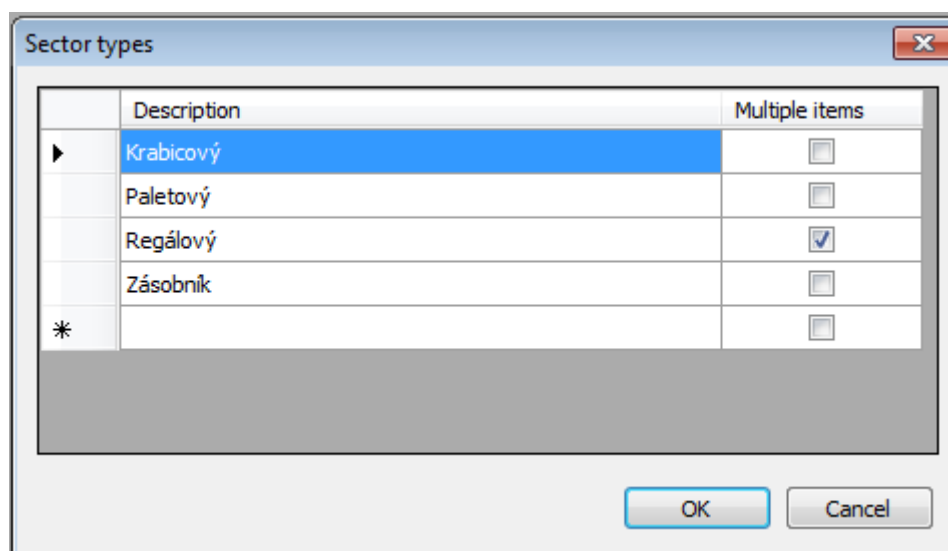 Sector types
Description Multiple items
Krabicový
Paletový
Regálový
Zásobník
OK Cancel